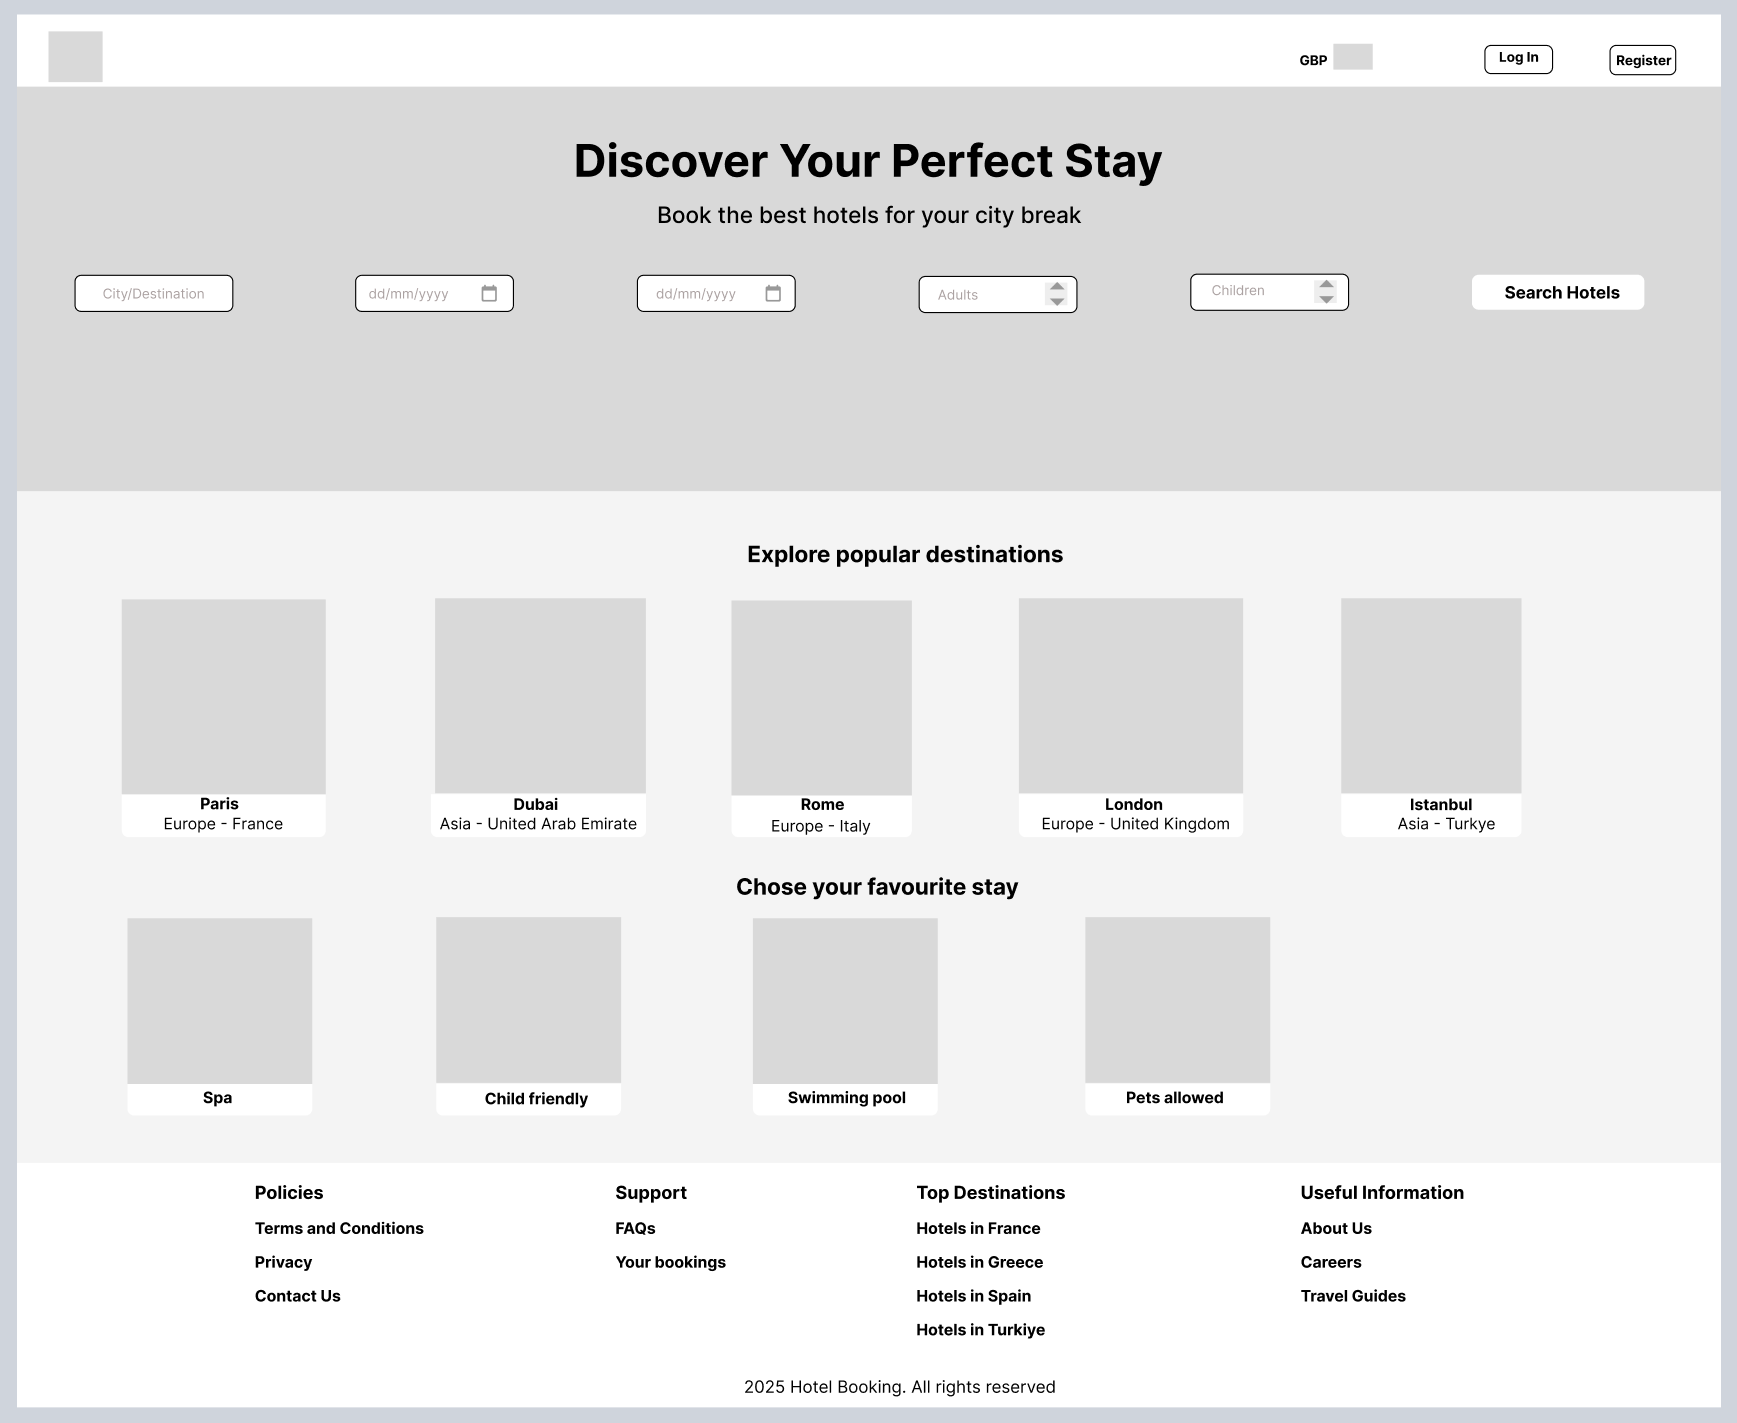 GBP
Log In
Register
Discover Your Perfect Stay
Book the best hotels for your city break
City/Destination
dd/mm/yyyy
dd/mm/yyyy
Adults
Children
Search Hotels
Explore popular destinations
Paris
Europe - France
Dubai
Asia - United Arab Emirate
Rome
Europe - Italy
London
Europe - United Kingdom
Istanbul
Asia - Turkye
Chose your favourite stay
Spa
Child friendly
Swimming pool
Pets allowed
Policies
Terms and Conditions
Privacy
Contact Us
Support
FAQs
Your bookings
Top Destinations
Hotels in France
Hotels in Greece
Hotels in Spain
Hotels in Turkiye
Useful Information
About Us
Careers
Travel Guides
2025 Hotel Booking. All rights reserved